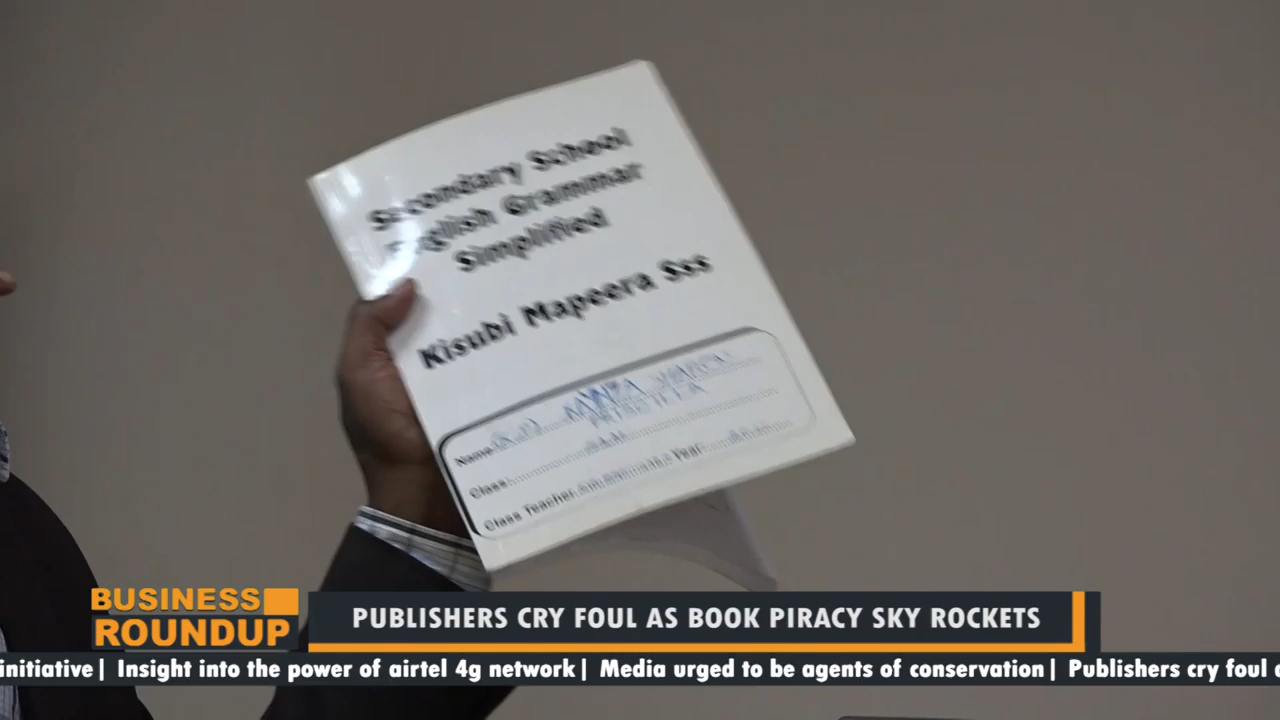 Secondary School
English Grammar
Simplified
Kisubi Mapeera Sss
Name
Class
Class Teacher Year
BUSINESS
ROUNDUP
PUBLISHERS CRY FOUL AS BOOK PIRACY SKY ROCKETS
initiative| Insight into the power of airtel 4g network| Media urged to be agents of conservation| Publishers cry foul